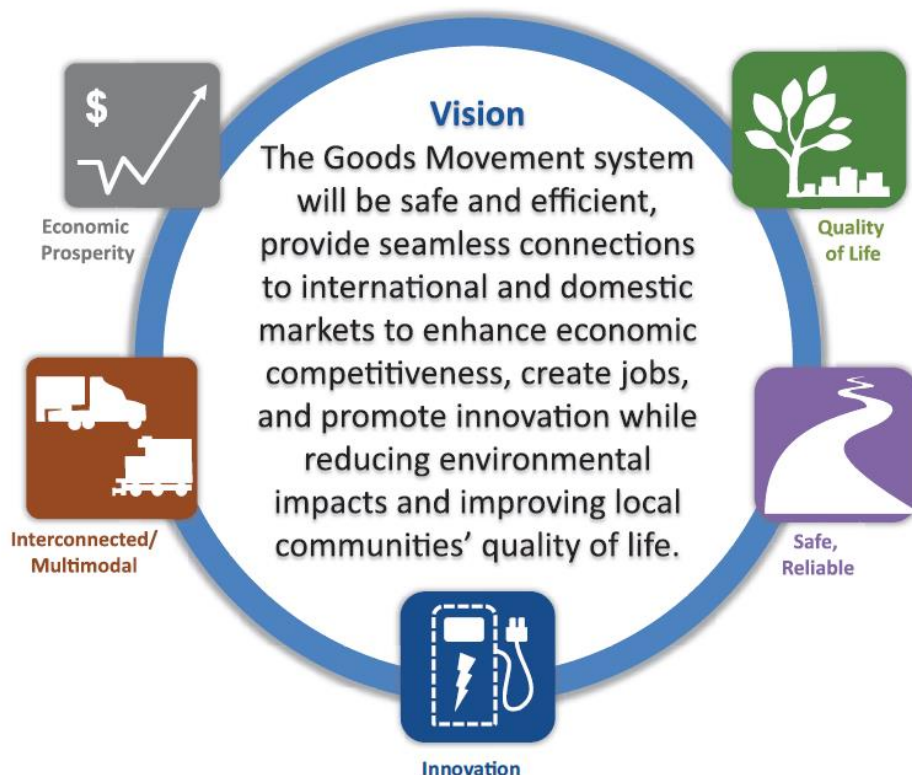 Vision
The Goods Movement system
will be safe and efficient,
provide seamless connections
to international and domestic
markets to enhance economic
competitiveness, create jobs,
and promote innovation while
reducing environmental
impacts and improving local
communities’ quality of life.
$
Economic
Prosperity
Quality
of Life
Interconnected/
Multimodal
Safe,
Reliable
Innovation